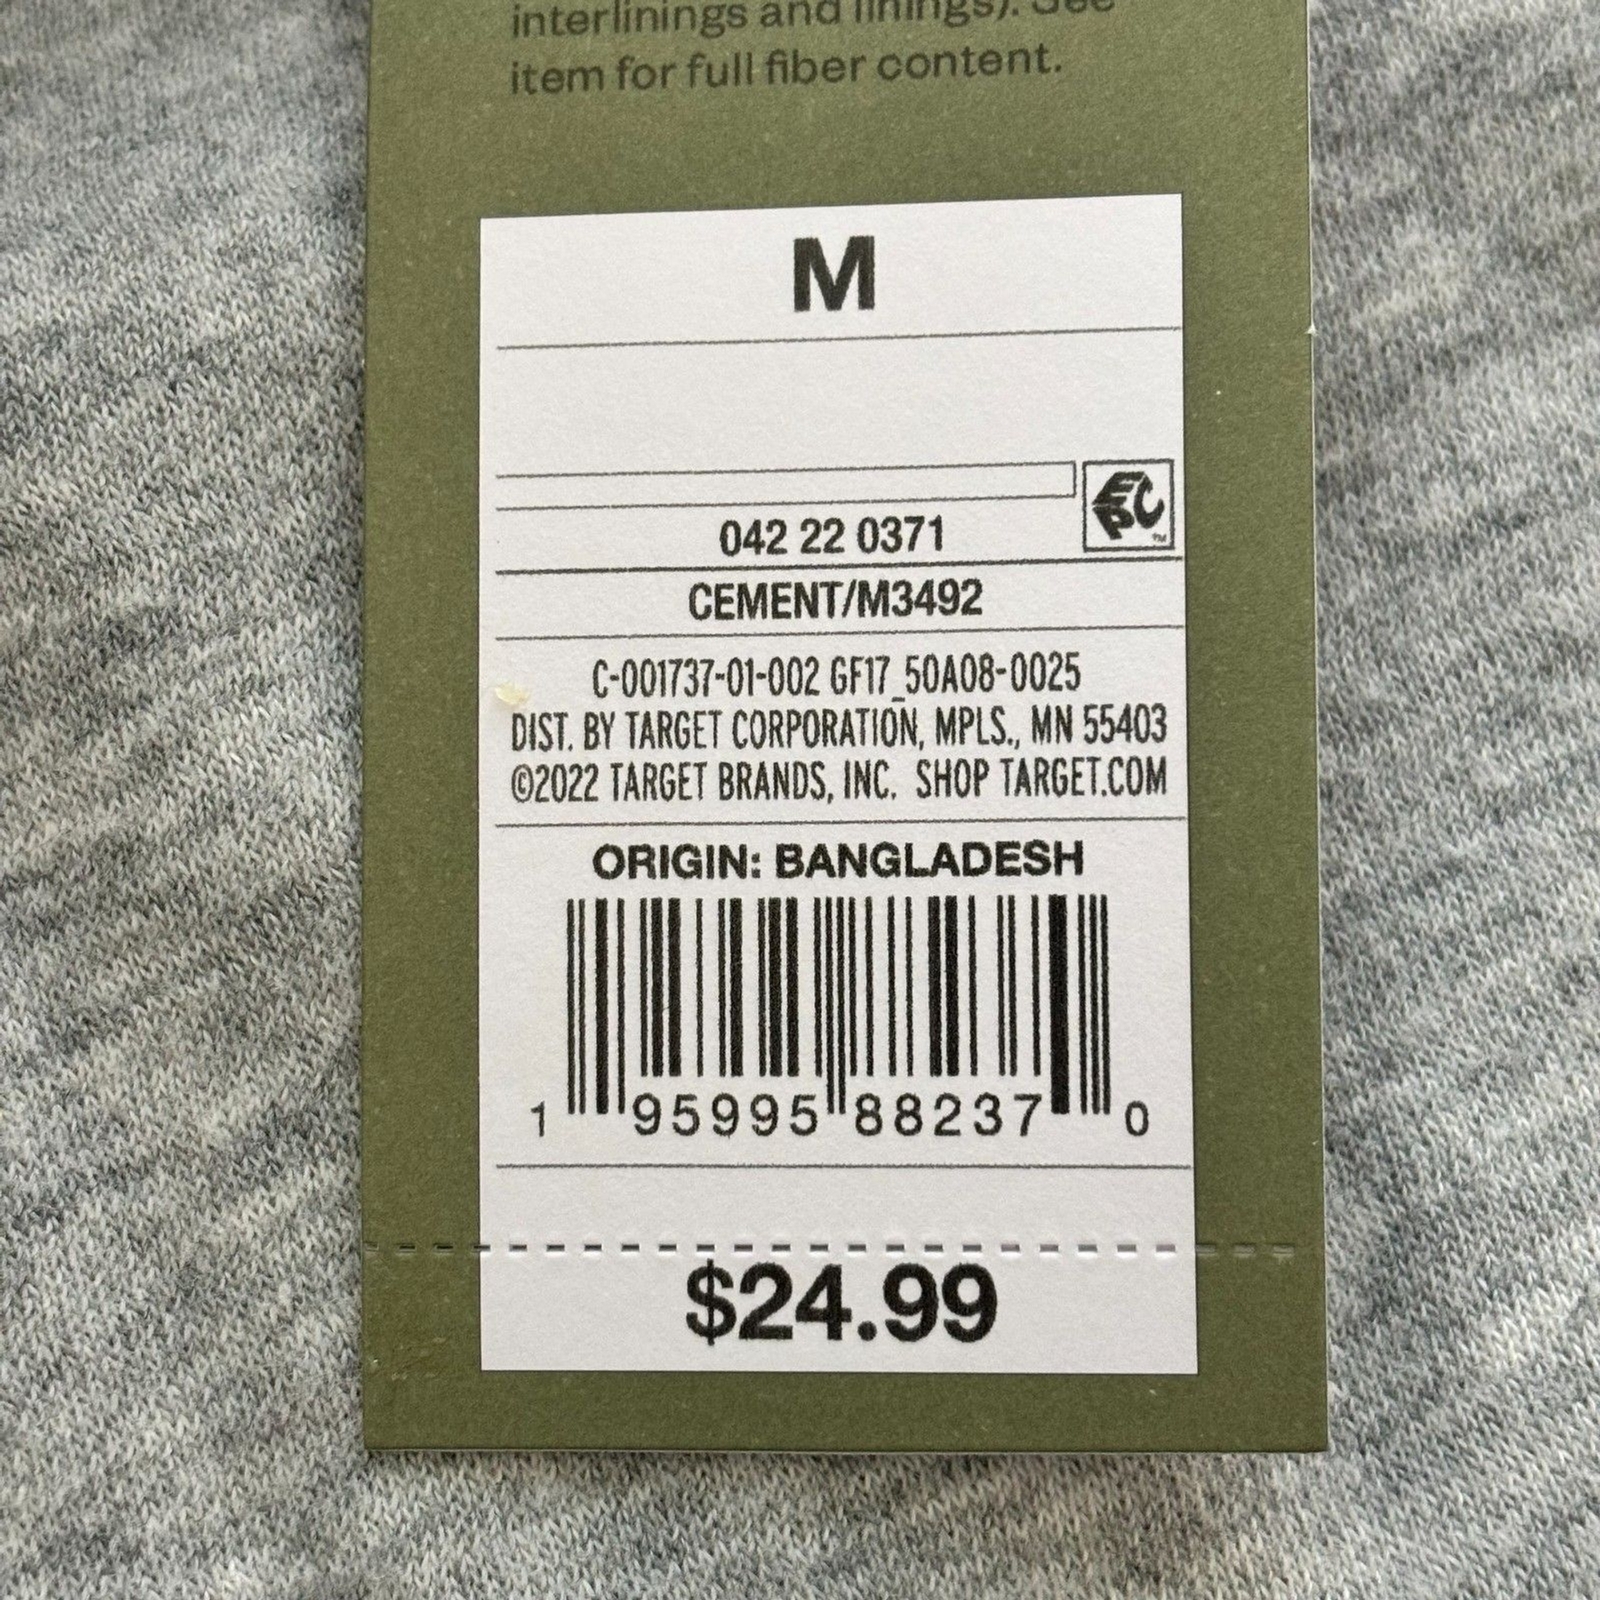 interlinings and linings). See
item for full fiber content.
M
EPC
TM
042 22 0371
CEMENT/M3492
C-001737-01-002 GF17_50A08-0025
DIST. BY TARGET CORPORATION, MPLS., MN 55403
©2022 TARGET BRANDS, INC. SHOP TARGET.COM
ORIGIN: BANGLADESH
1 95995 88237 0
$24.99